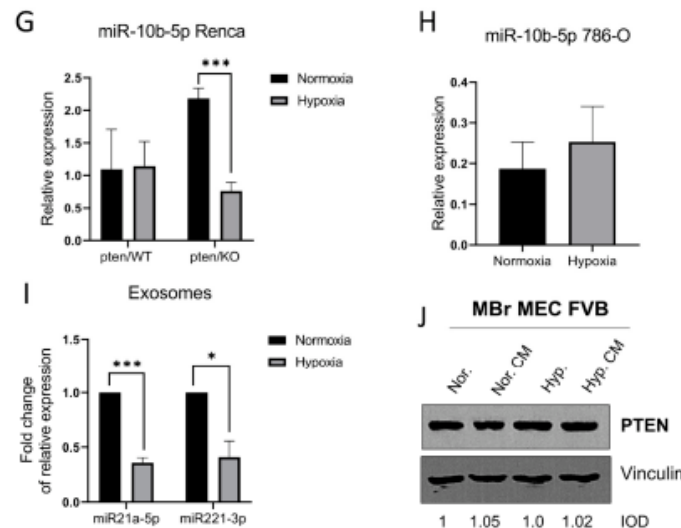 G
miR-10b-5p Renca
Relative expression
2.5
2.0
1.5
1.0
0.5
0.0
***
pten/WT
pten/KO
Normoxia
Hypoxia
H
miR-10b-5p 786-O
Relative expression
0.4
0.3
0.2
0.1
0.0
Normoxia
Hypoxia
I
Exosomes
Fold change
of relative expression
1.5
1.0
0.5
0.0
***
*
miR21a-5p
miR221-3p
Normoxia
Hypoxia
J
MBr MEC FVB
Nor.
Nor. CM
Hyp.
Hyp. CM
PTEN
Vinculin
1 1.05 1.0 1.02 IOD